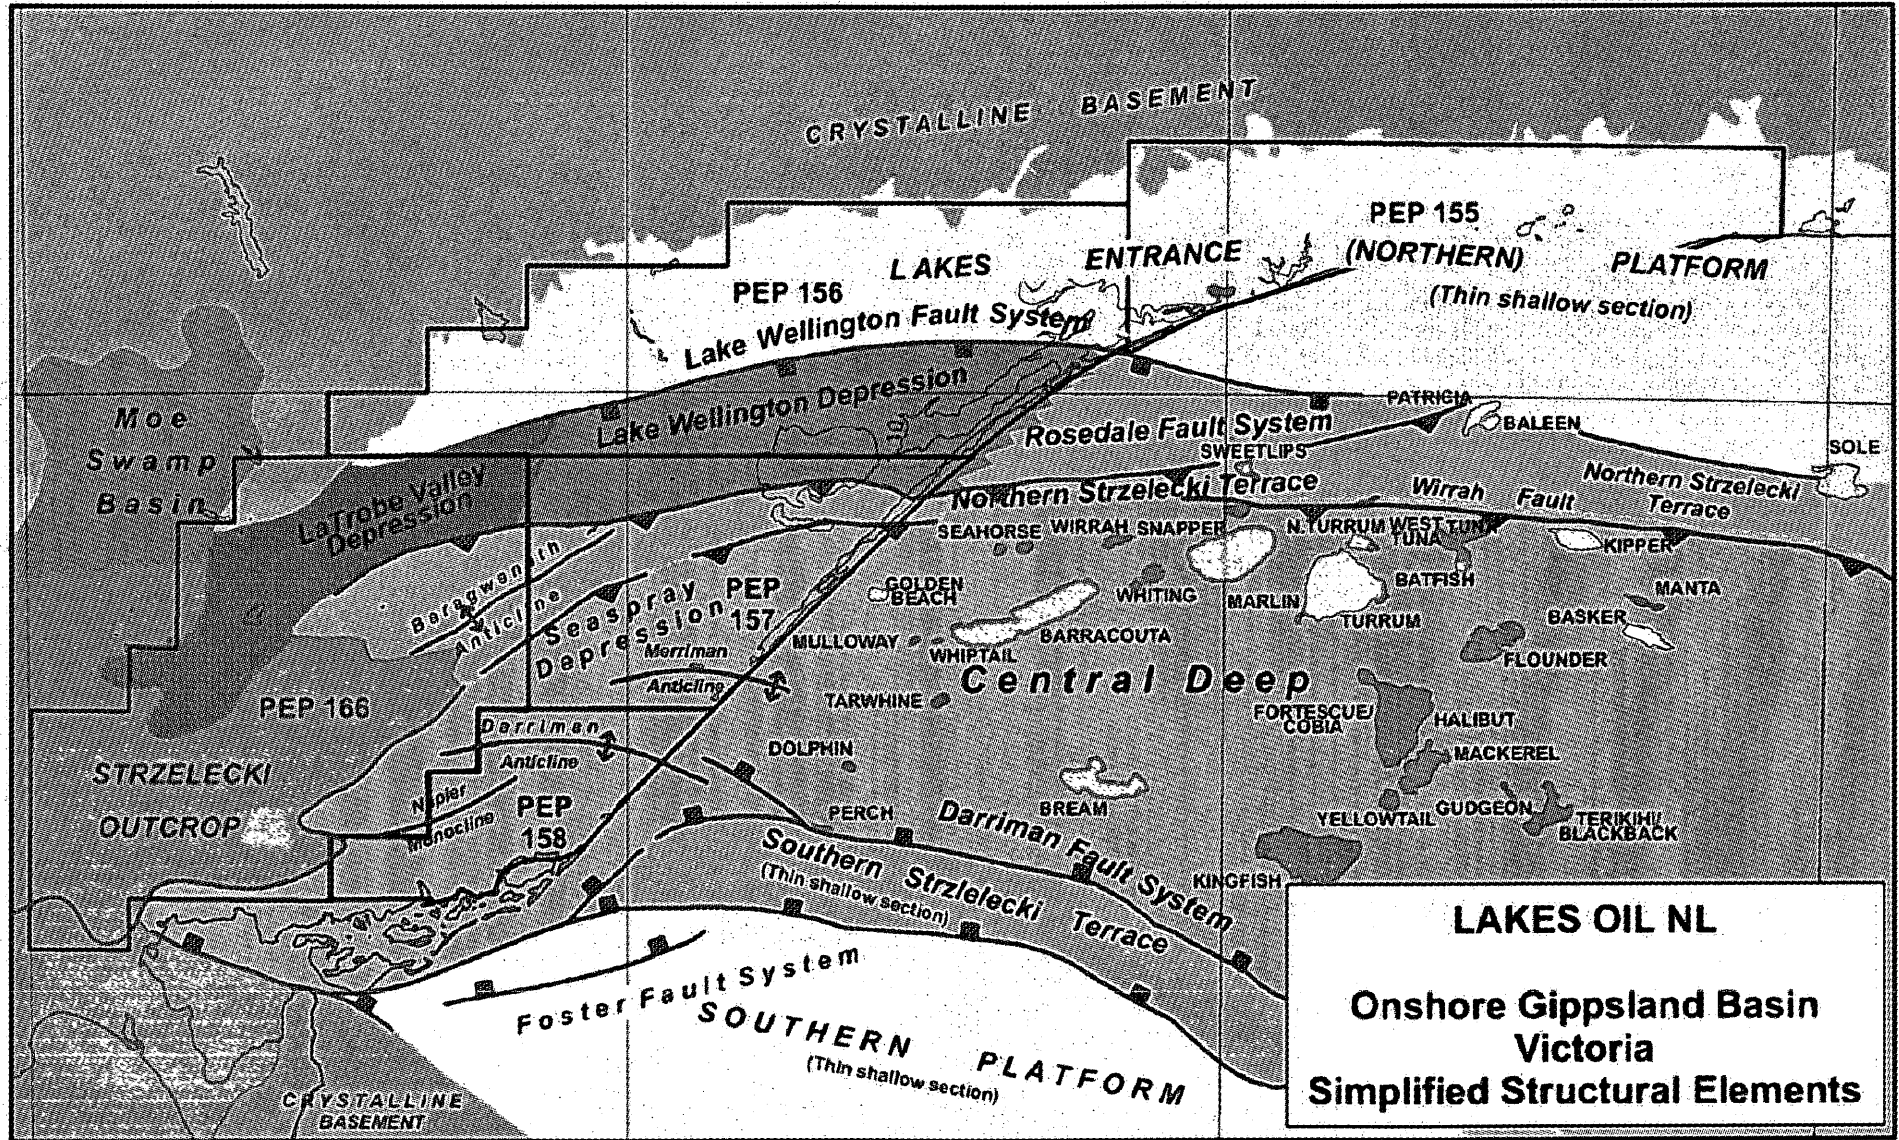 CRYSTALLINE BASEMENT
PEP 155
(NORTHERN)
LAKES ENTRANCE
PLATFORM
(Thin shallow section)
PEP 156
Lake Wellington Fault System
Lake Wellington Depression
Moe
Swamp
Basin
LaTrobe Valley
Depression
PATRICIA
BALEEN
Rosedale Fault System
SWEETLIPS
SOLE
Northern Strzelecki Terrace
Wirrah Fault
Northern Strzelecki
Terrace
SEAHORSE
WIRRAH
SNAPPER
N.TURRUM
WEST
TUNA
TUNA
KIPPER
Baragwanath
Anticline
Seaspray
Depression
PEP
157
GOLDEN
BEACH
WHITING
MARLIN
BATFISH
TURRUM
MANTA
BASKER
MULLOWAY
WHIPTAIL
BARRACOUTA
FLOUNDER
Merriman
Anticline
Central Deep
PEP 166
TARWHINE
FORTESCUE/
COBIA
HALIBUT
Darriman
Anticline
DOLPHIN
MACKEREL
STRZELECKI
OUTCROP
Napier
Monocline
PEP
158
BREAM
PERCH
YELLOWTAIL
GUDGEON
TERIKIHI/
BLACKBACK
Darriman Fault System
KINGFISH
Southern Strzlelecki Terrace
(Thin shallow section)
Foster Fault System
SOUTHERN PLATFORM
(Thin shallow section)
CRYSTALLINE
BASEMENT
LAKES OIL NL
Onshore Gippsland Basin
Victoria
Simplified Structural Elements